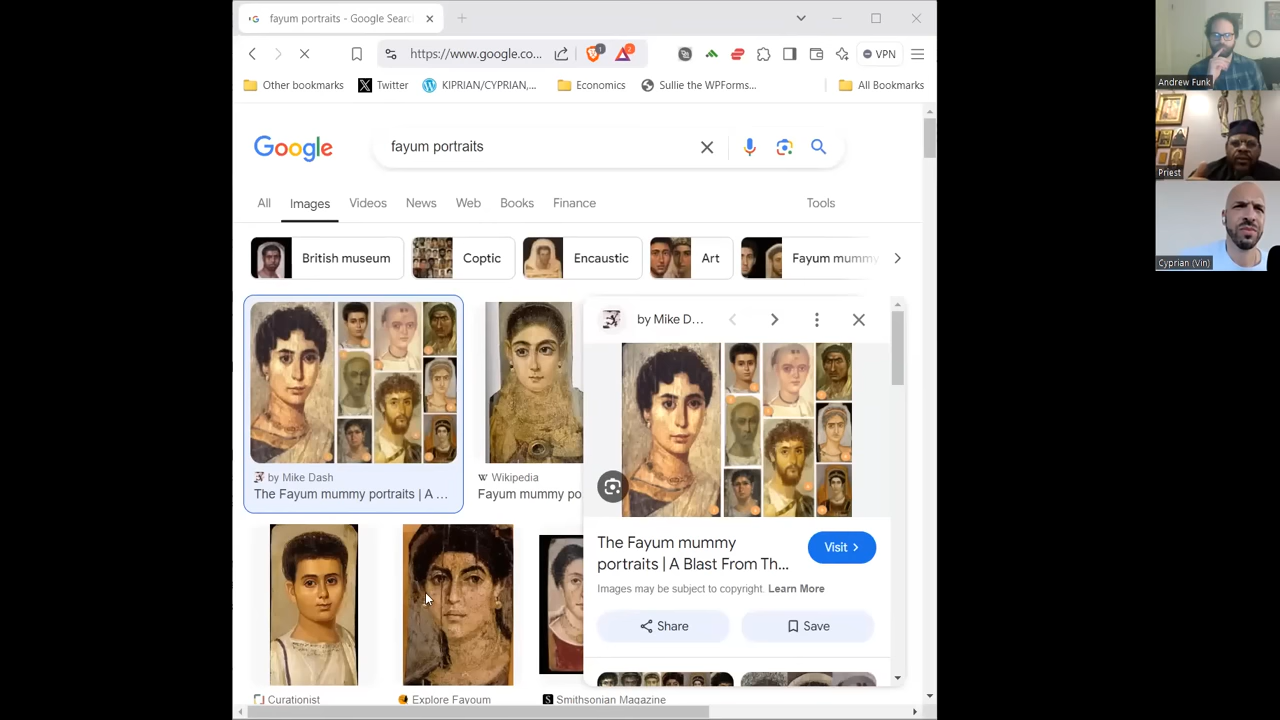 fayum portraits - Google Searc
https://www.google.co...
1
2
VPN
Other bookmarks
Twitter
KIPRIAN/CYPRIAN,...
Economics
Sullie the WPForms...
All Bookmarks
Google
fayum portraits
All
Images
Videos
News
Web
Books
Finance
Tools
British museum
Coptic
Encaustic
Art
Fayum mummy
by Mike Dash
The Fayum mummy portraits | A ...
Wikipedia
Fayum mummy po
by Mike D...
The Fayum mummy
portraits | A Blast From Th...
Visit
Images may be subject to copyright. Learn More
Share
Save
Curationist
Explore Fayoum
Smithsonian Magazine
Andrew Funk
Priest
Cyprian (Vin)